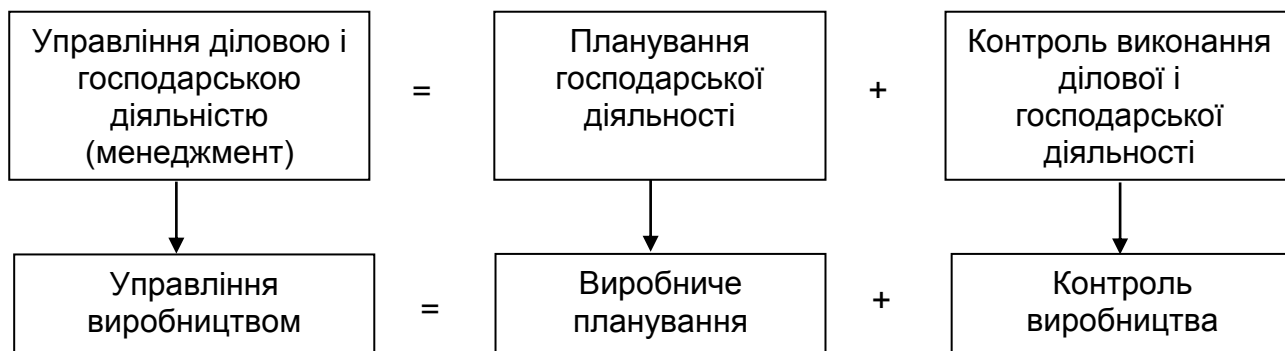 Управління діловою і
господарською
діяльністю
(менеджмент)
=
Планування
господарської
діяльності
+
Контроль виконання
ділової і
господарської
діяльності
Управління
виробництвом
=
Виробниче
планування
+
Контроль
виробництва